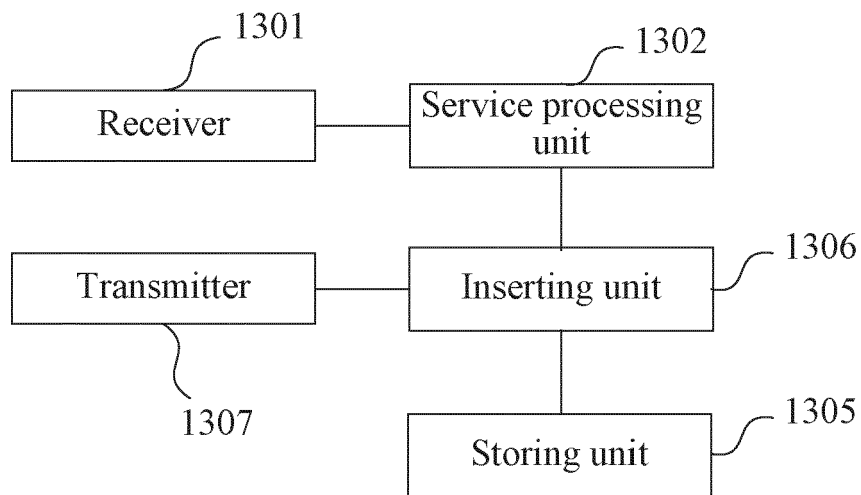 1301
1302
Receiver
Service processing
unit
1306
Transmitter
Inserting unit
1307
1305
Storing unit